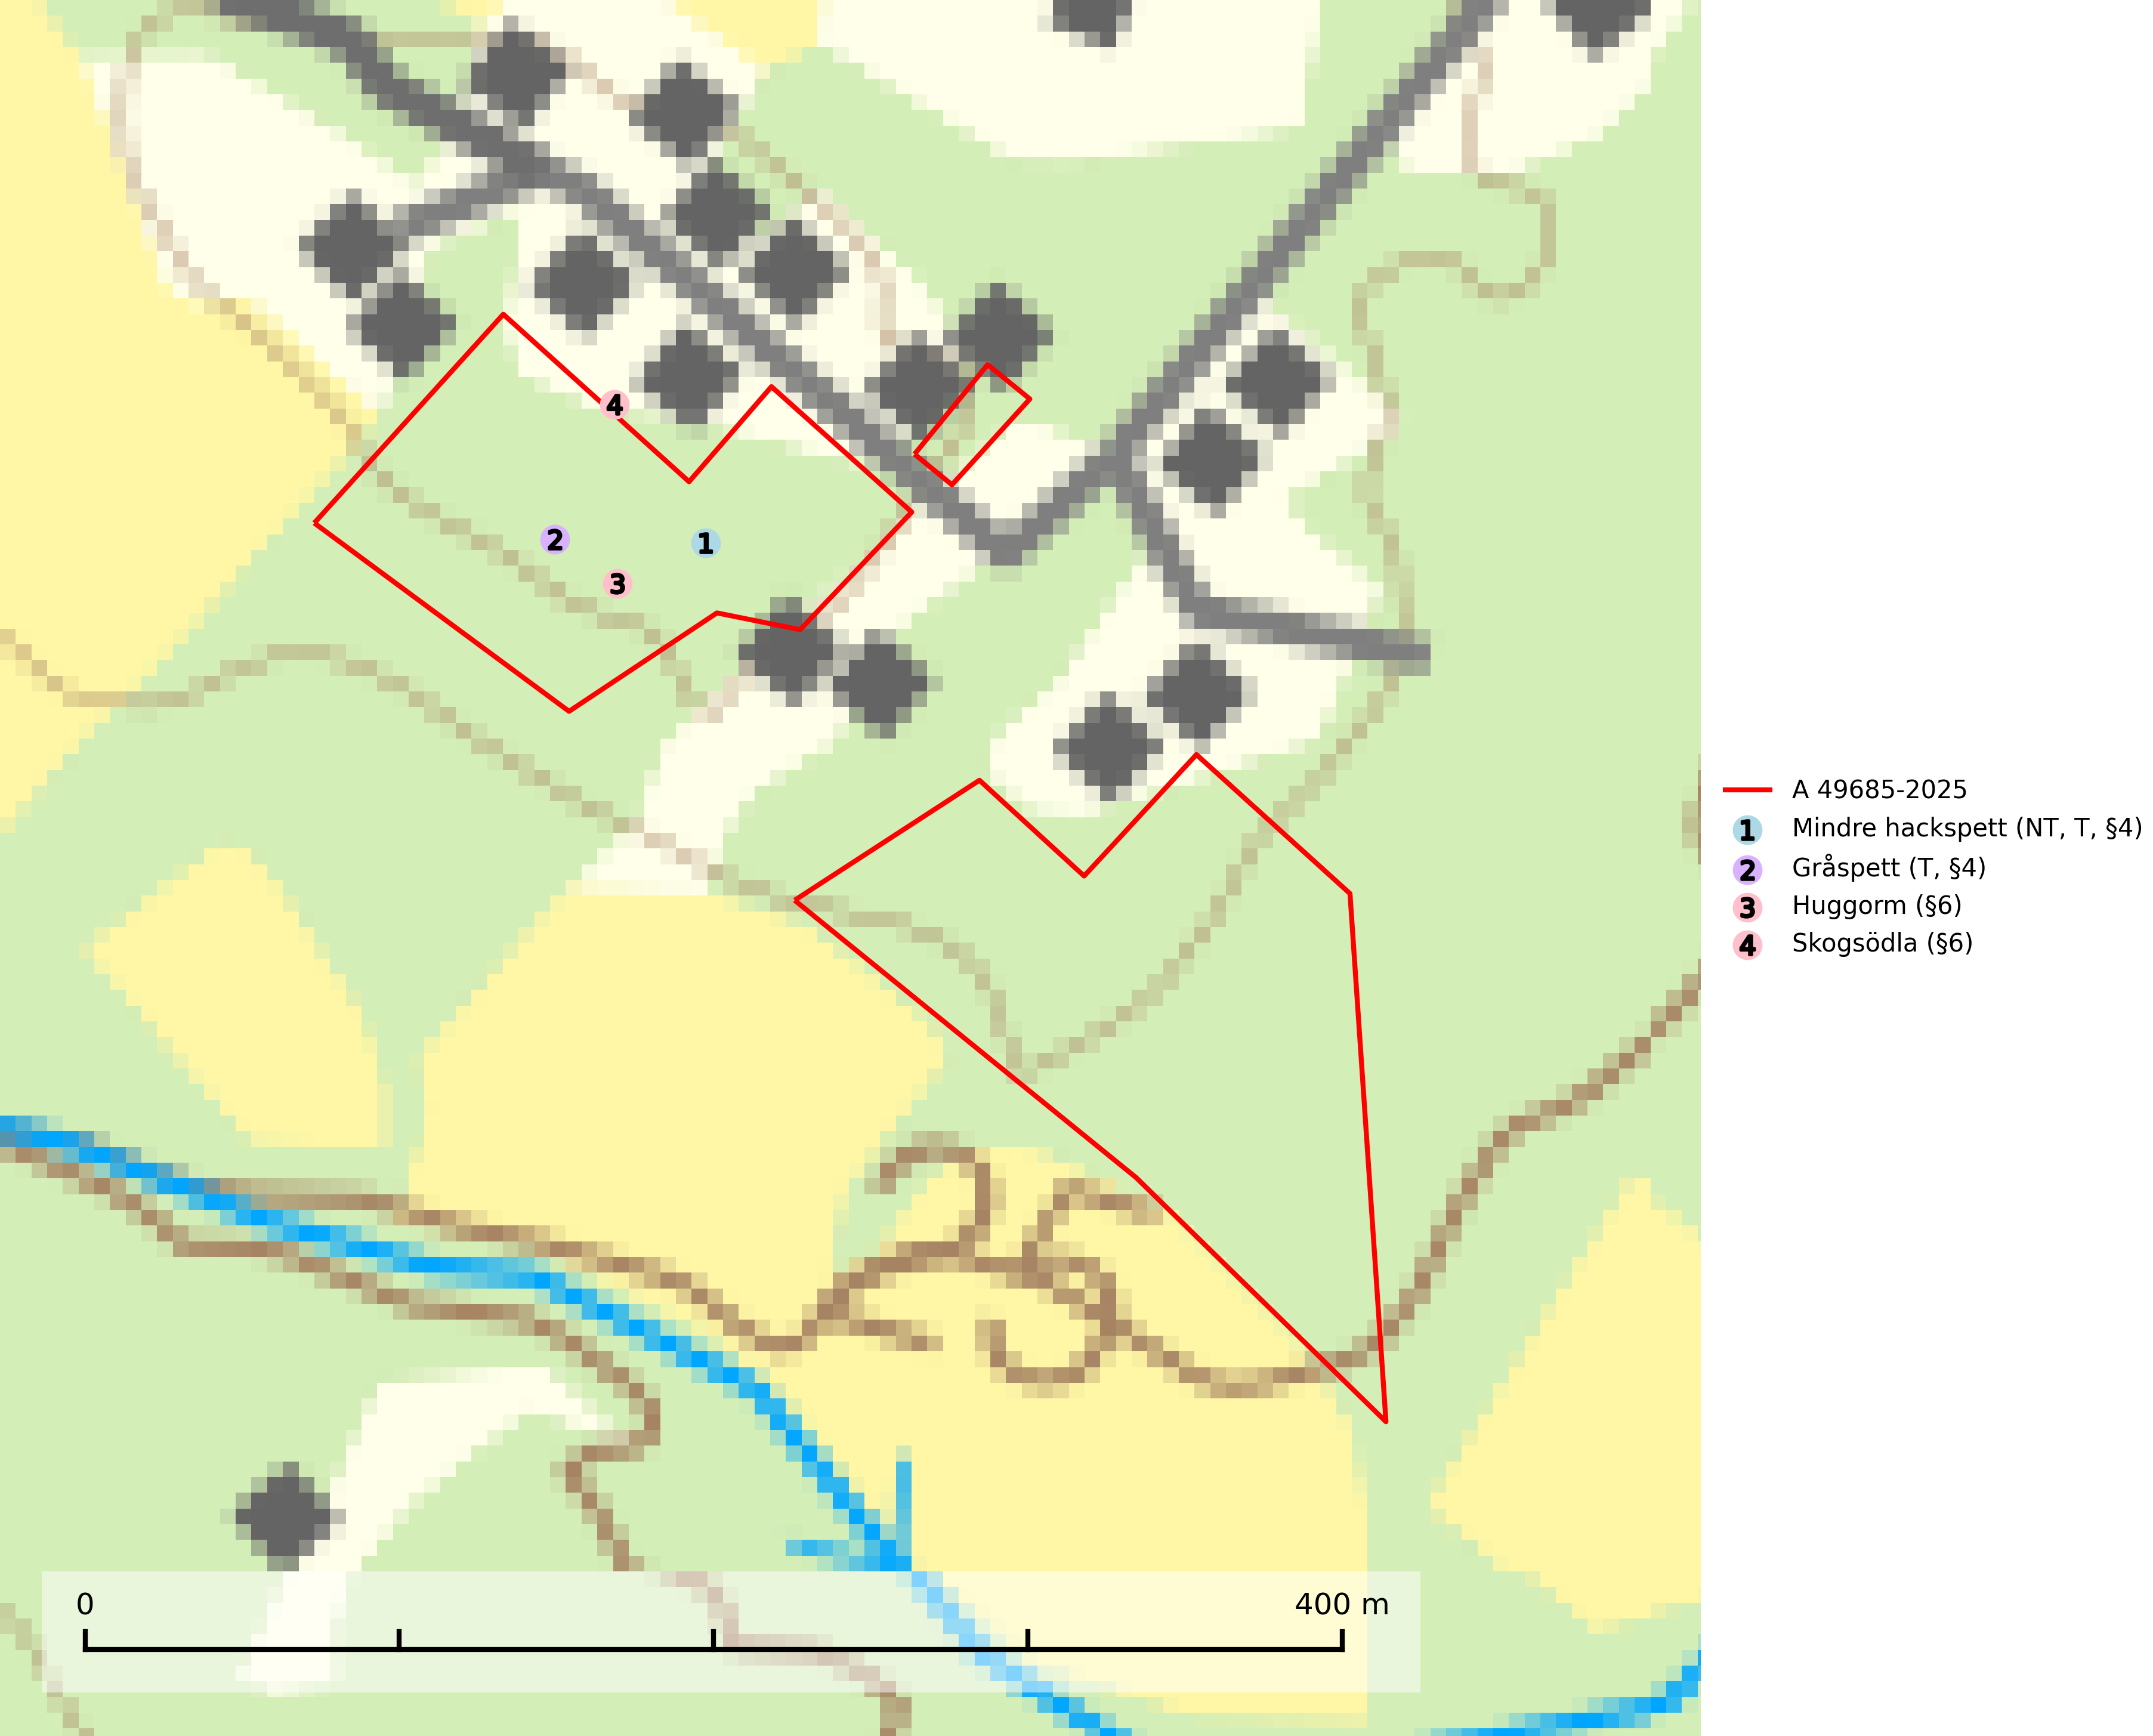 4
2
1
3
A 49685-2025
1 Mindre hackspett (NT, T, §4)
2 Gråspett (T, §4)
3 Huggorm (§6)
4 Skogsödla (§6)
0 400 m